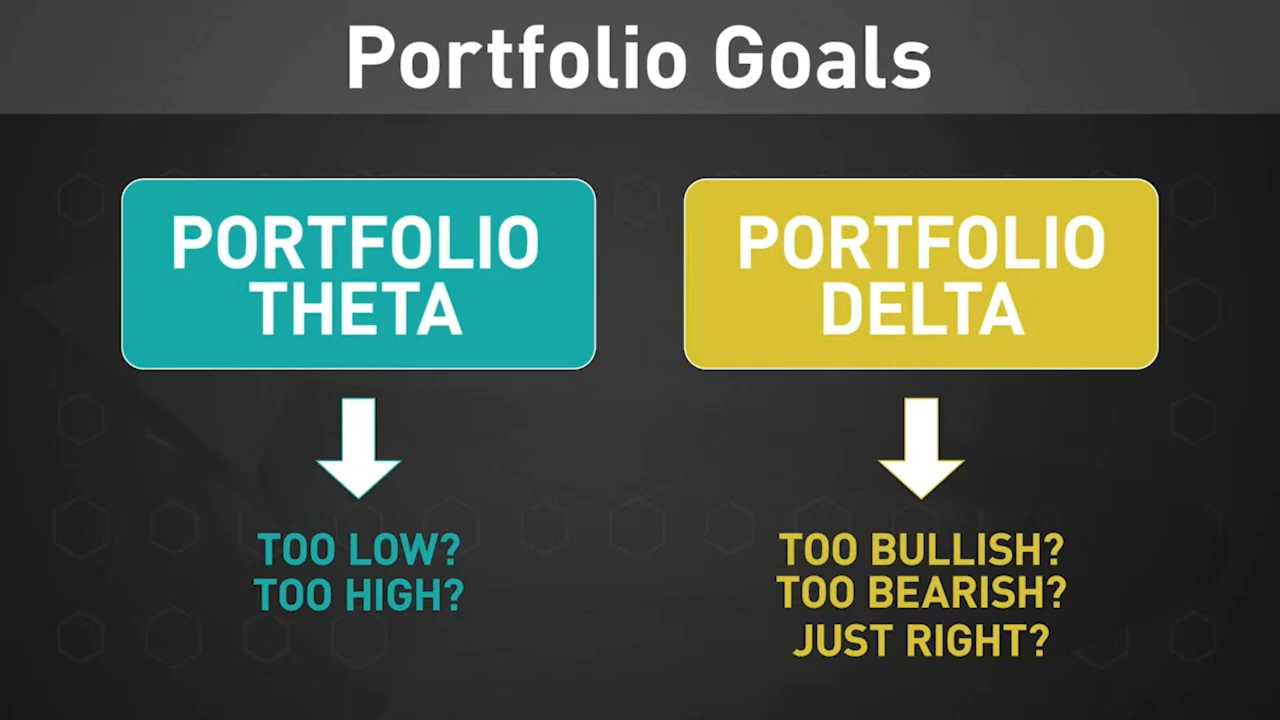 Portfolio Goals
PORTFOLIO
THETA
TOO LOW?
TOO HIGH?
PORTFOLIO
DELTA
TOO BULLISH?
TOO BEARISH?
JUST RIGHT?